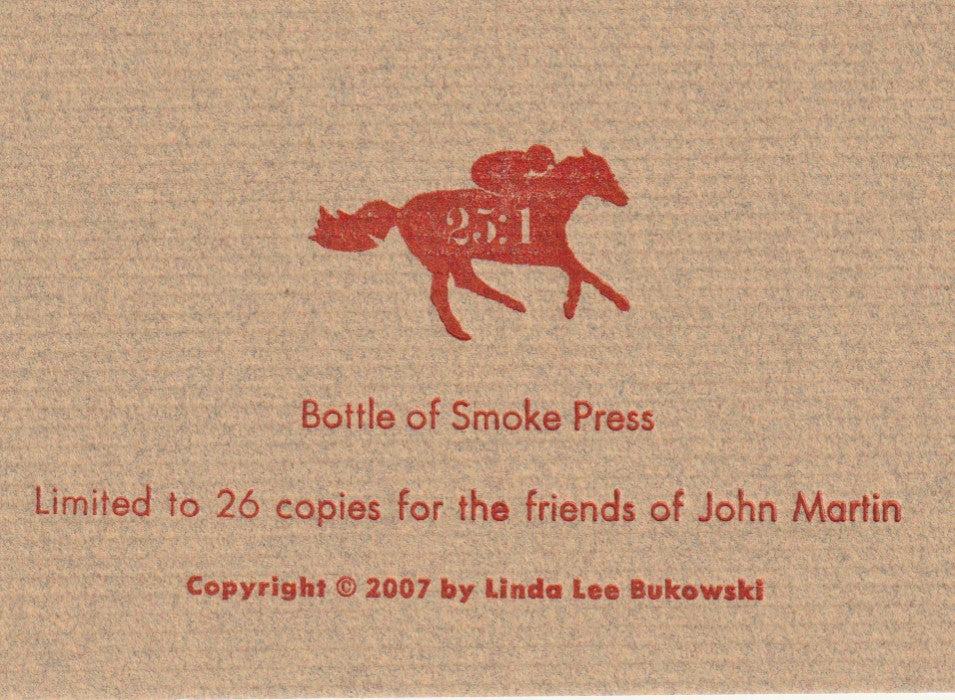 25:1
Bottle of Smoke Press
Limited to 26 copies for the friends of John Martin
Copyright © 2007 by Linda Lee Bukowski